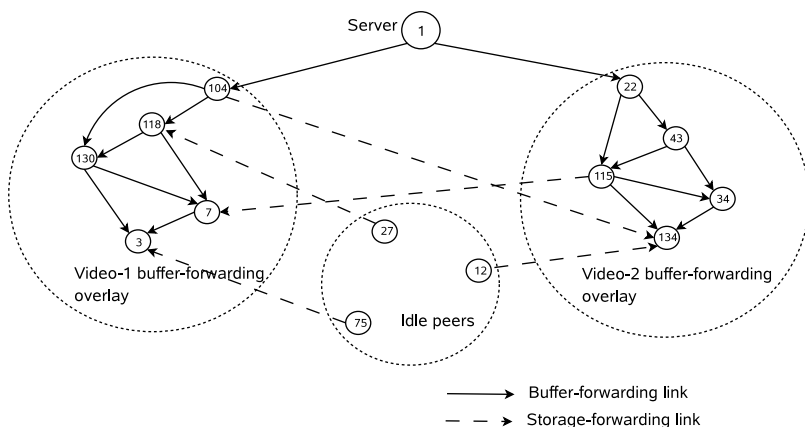 Server
1
104
118
130
7
3
Video-1 buffer-forwarding
overlay
22
43
115
34
134
Video-2 buffer-forwarding
overlay
27
12
75
Idle peers
Buffer-forwarding link
Storage-forwarding link